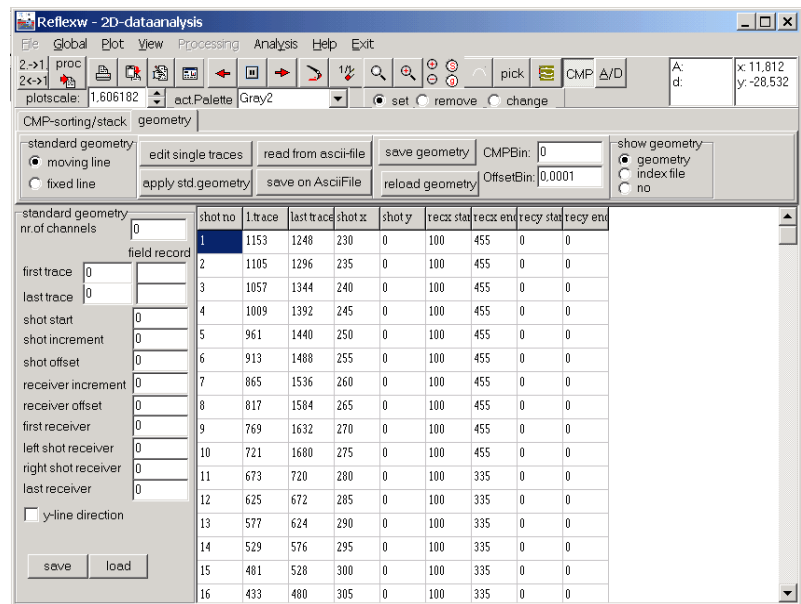 Reflexw - 2D-dataanalysis
File Global Plot View Processing Analysis Help Exit
2->1 proc 1/¹ pick CMP A/D A: x: 11,812
2<->1 d: y: -28,532
plotscale: 1,606182 act.Palette Gray2 set remove change
CMP-sorting/stack geometry
standard geometry
moving line
fixed line
edit single traces read from ascii-file
apply std.geometry save on AsciiFile
save geometry CMPBin: 0
reload geometry OffsetBin: 0,0001
show geometry
geometry
index file
no
standard geometry
nr.of channels 0
field record
first trace 0
last trace 0
shot start 0
shot increment 0
shot offset 0
receiver increment 0
receiver offset 0
first receiver 0
left shot receiver 0
right shot receiver 0
last receiver 0
y-line direction
save load
shot no 1.trace last trace shot x shot y recx star recx end recy star recy end
1 1153 1248 230 0 100 455 0 0
2 1105 1296 235 0 100 455 0 0
3 1057 1344 240 0 100 455 0 0
4 1009 1392 245 0 100 455 0 0
5 961 1440 250 0 100 455 0 0
6 913 1488 255 0 100 455 0 0
7 865 1536 260 0 100 455 0 0
8 817 1584 265 0 100 455 0 0
9 769 1632 270 0 100 455 0 0
10 721 1680 275 0 100 455 0 0
11 673 720 280 0 100 335 0 0
12 625 672 285 0 100 335 0 0
13 577 624 290 0 100 335 0 0
14 529 576 295 0 100 335 0 0
15 481 528 300 0 100 335 0 0
16 433 480 305 0 100 335 0 0